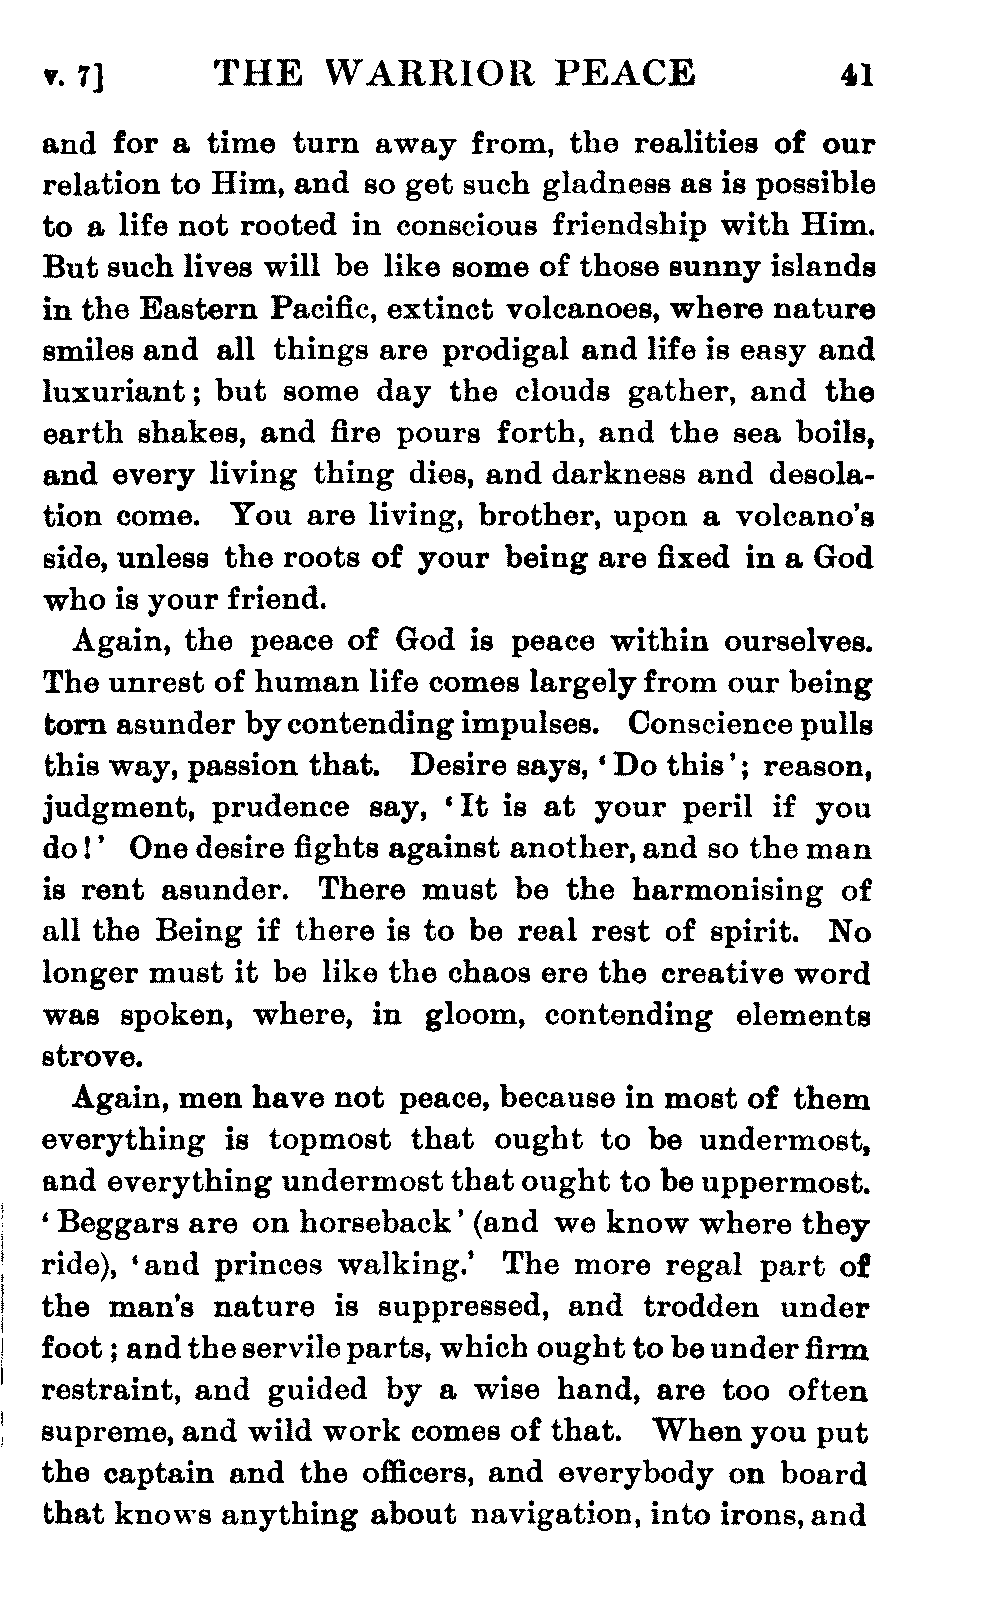 v. 7] THE WARRIOR PEACE 41
and for a time turn away from, the realities of our
relation to Him, and so get such gladness as is possible
to a life not rooted in conscious friendship with Him.
But such lives will be like some of those sunny islands
in the Eastern Pacific, extinct volcanoes, where nature
smiles and all things are prodigal and life is easy and
luxuriant; but some day the clouds gather, and the
earth shakes, and fire pours forth, and the sea boils,
and every living thing dies, and darkness and desola-
tion come. You are living, brother, upon a volcano's
side, unless the roots of your being are fixed in a God
who is your friend.
Again, the peace of God is peace within ourselves.
The unrest of human life comes largely from our being
torn asunder by contending impulses. Conscience pulls
this way, passion that. Desire says, 'Do this'; reason,
judgment, prudence say, 'It is at your peril if you
do!' One desire fights against another, and so the man
is rent asunder. There must be the harmonising of
all the Being if there is to be real rest of spirit. No
longer must it be like the chaos ere the creative word
was spoken, where, in gloom, contending elements
strove.
Again, men have not peace, because in most of them
everything is topmost that ought to be undermost,
and everything undermost that ought to be uppermost.
'Beggars are on horseback' (and we know where they
ride), 'and princes walking.' The more regal part of
the man's nature is suppressed, and trodden under
foot; and the servile parts, which ought to be under firm
restraint, and guided by a wise hand, are too often
supreme, and wild work comes of that. When you put
the captain and the officers, and everybody on board
that knows anything about navigation, into irons, and